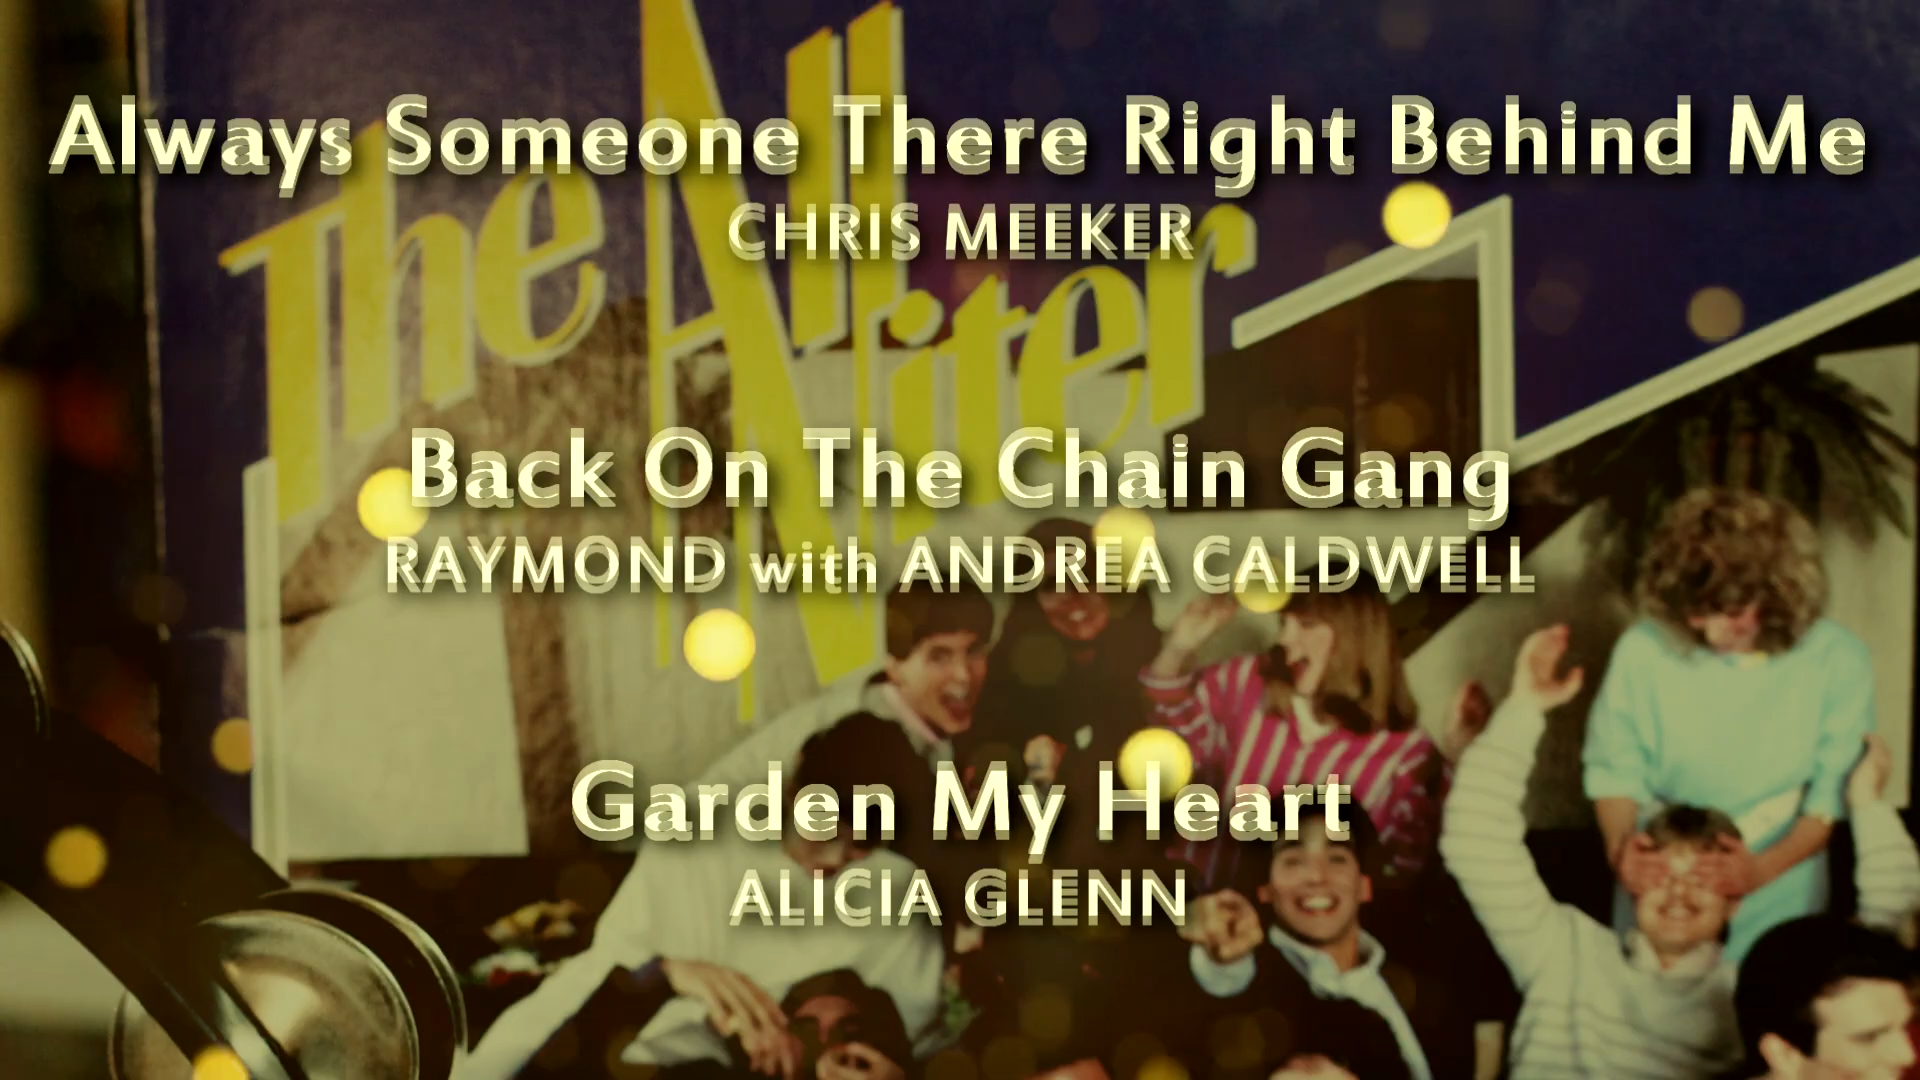 Always Someone There Right Behind Me
CHRIS MEEKER
The All Niter
Back On The Chain Gang
RAYMOND with ANDREA CALDWELL
Garden My Heart
ALICIA GLENN